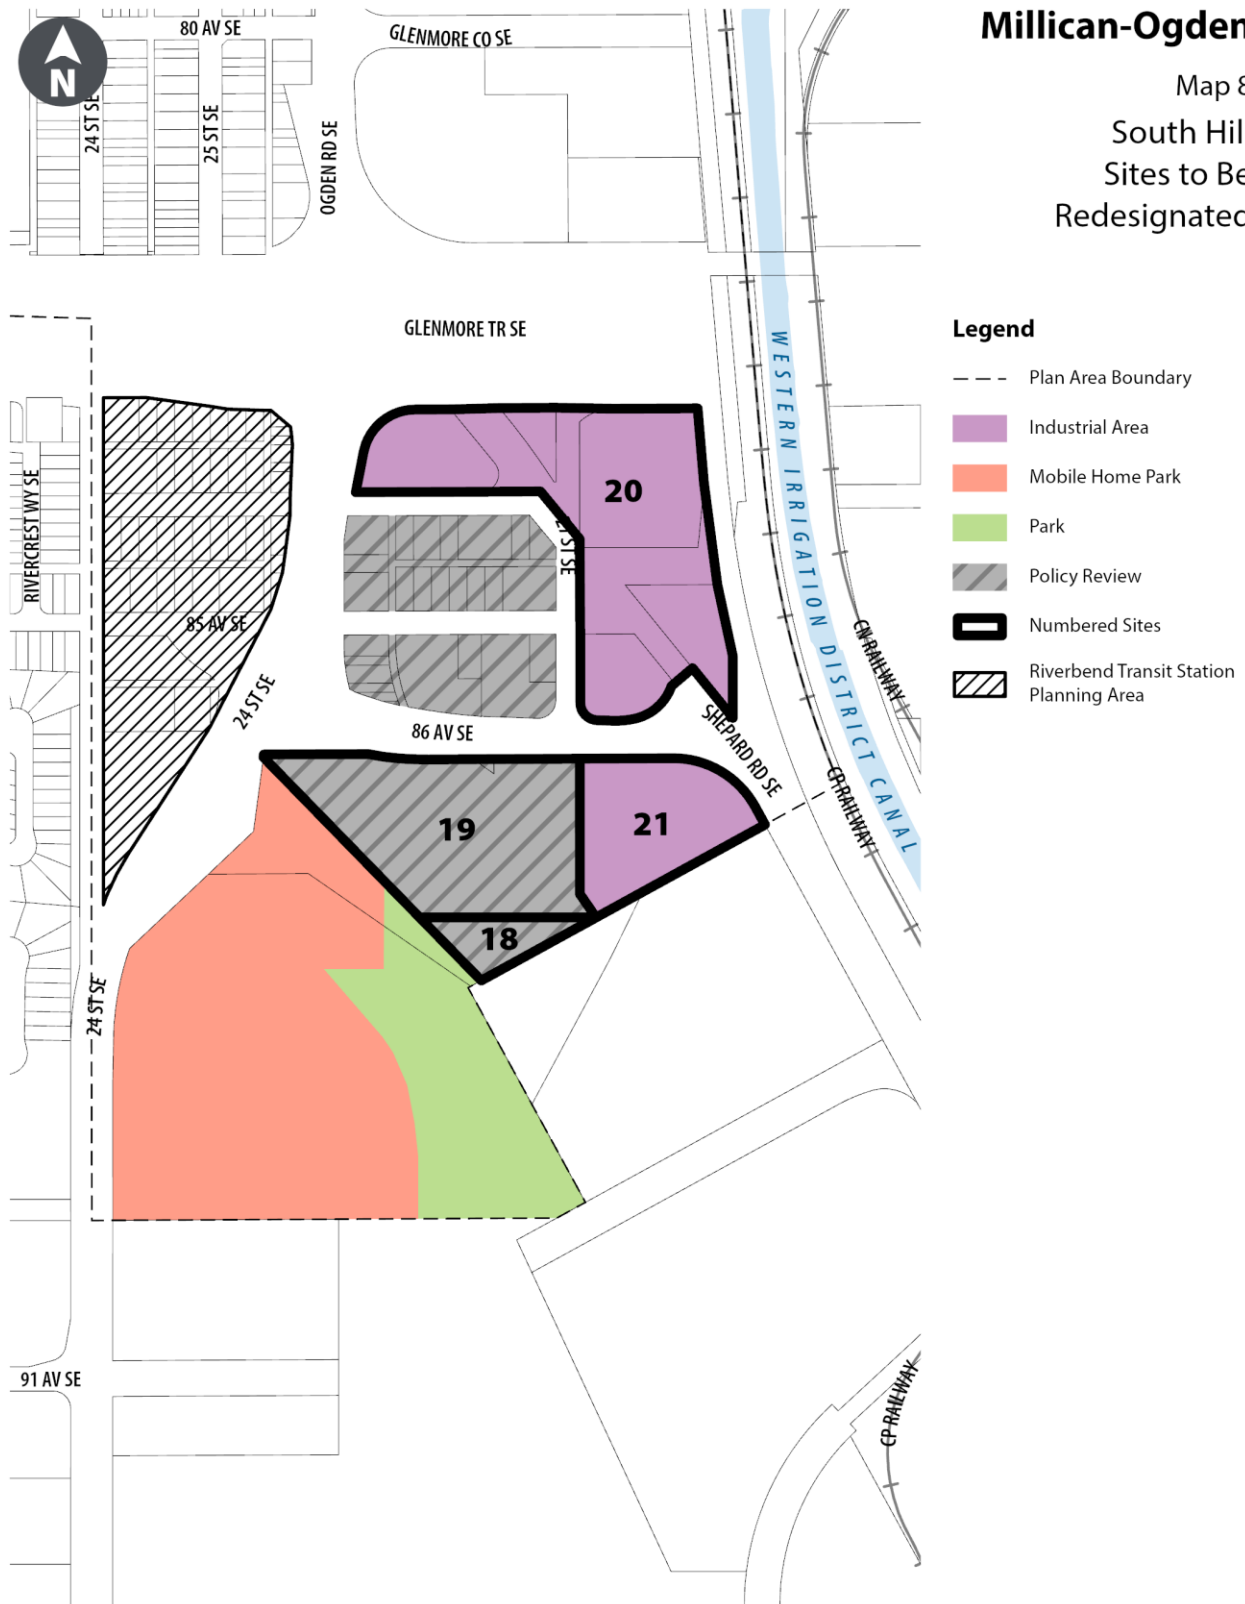 Millican-Ogden
Map 8
South Hil
Sites to Be
Redesignated
N
80 AV SE
GLENMORE CO SE
24 ST SE
25 ST SE
OGDEN RD SE
GLENMORE TR SE
Legend
Plan Area Boundary
Industrial Area
Mobile Home Park
Park
Policy Review
Numbered Sites
Riverbend Transit Station
Planning Area
WESTERN IRRIGATION DISTRICT CANAL
RIVERCREST WY SE
20
27 ST SE
85 AV SE
24 ST SE
CN RAILWAY
86 AV SE
SHEPARD RD SE
CP RAILWAY
19
21
18
24 ST SE
91 AV SE
CP RAILWAY